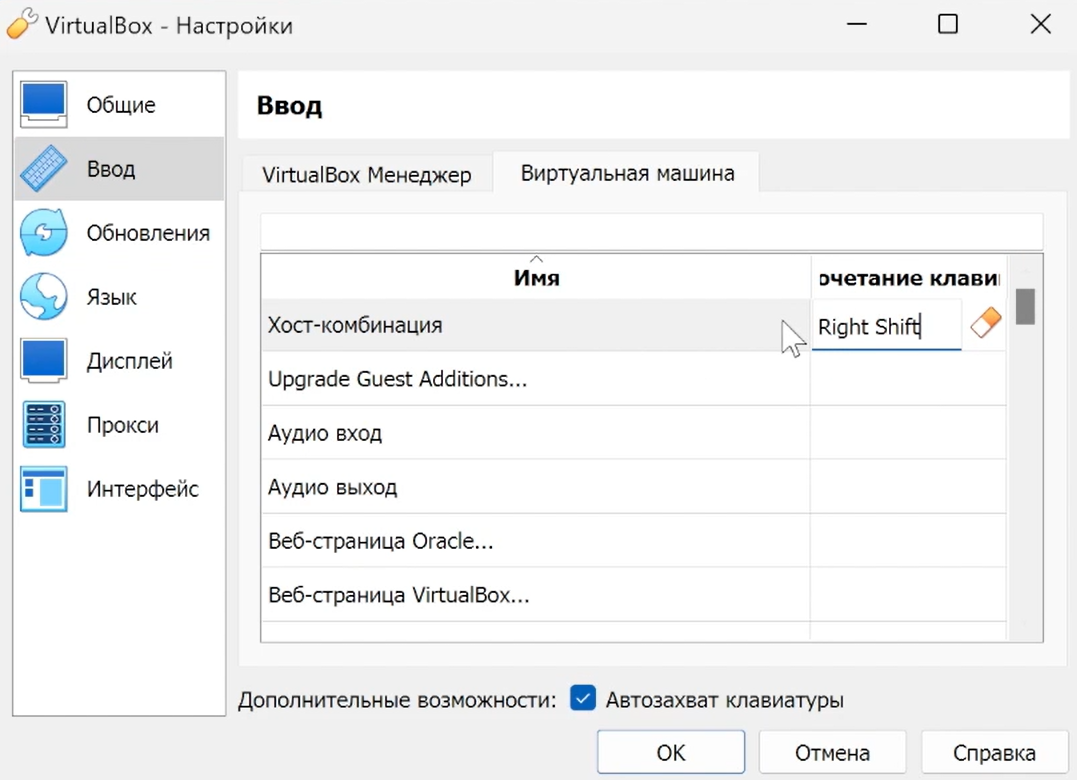 VirtualBox - Настройки
Общие
Ввод
Обновления
Язык
Дисплей
Прокси
Интерфейс
Ввод
VirtualBox Менеджер
Виртуальная машина
Имя
очетание клави
Хост-комбинация
Right Shift
Upgrade Guest Additions...
Аудио вход
Аудио выход
Веб-страница Oracle...
Веб-страница VirtualBox...
Дополнительные возможности:
Автозахват клавиатуры
OK
Отмена
Справка